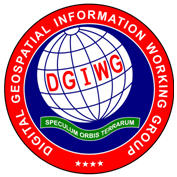 DIGITAL GEOSPATIAL INFORMATION WORKING GROUP
DGIWG
SPECULUM ORBIS TERRARUM